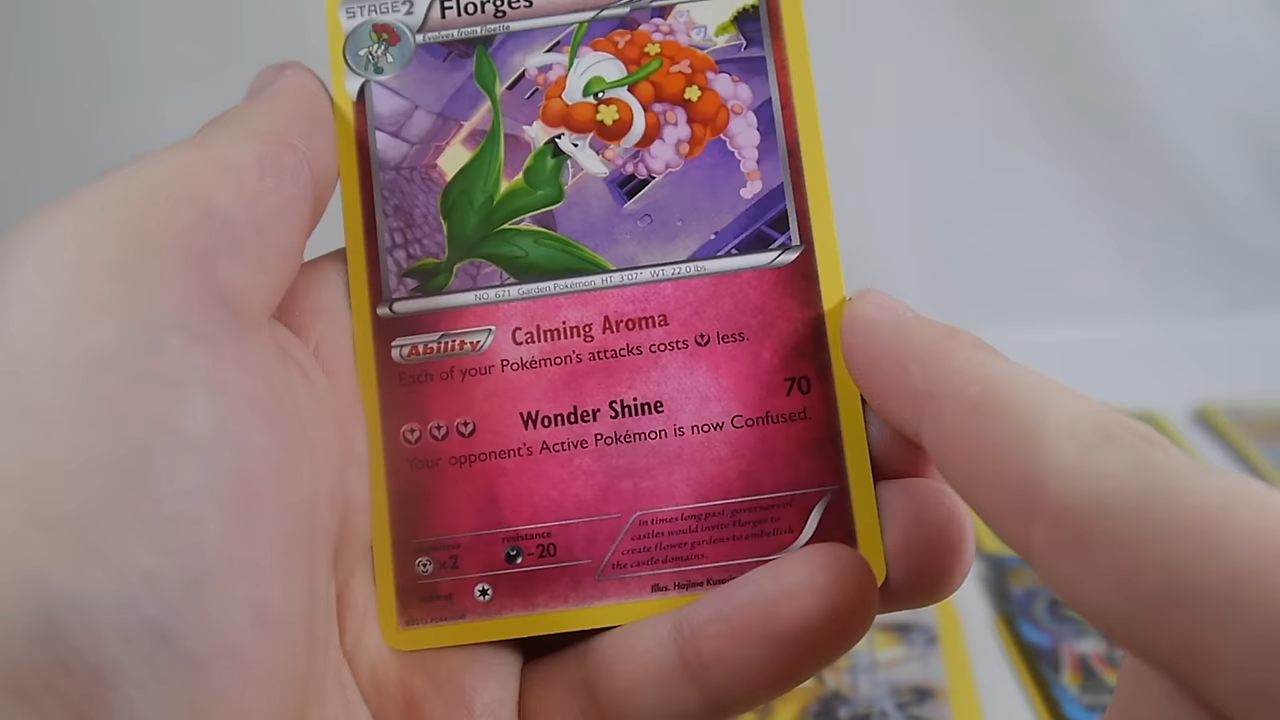 STAGE2 Florges
Evolves from Floette
NO. 671 Garden Pokémon HT. 3'07" WT. 22.0 lbs.
Ability Calming Aroma
Each of your Pokémon's attacks costs less.
Wonder Shine 70
Your opponent's Active Pokémon is now Confused.
weakness resistance
×2 -20
In times long past, governors of
castles would invite Florges to
create flower gardens to embellish
the castle domains.
Illus. Hajime